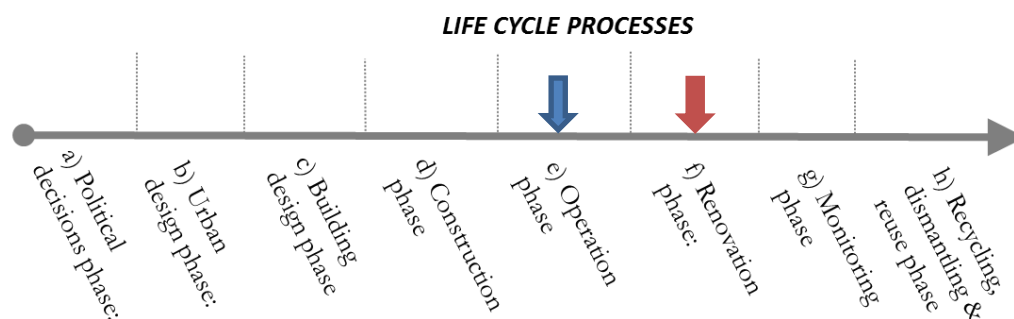 LIFE CYCLE PROCESSES
a) Political
decisions phase:
b) Urban
design phase:
c) Building
design phase
d) Construction
phase
e) Operation
phase
f) Renovation
phase:
g) Monitoring
phase
h) Recycling,
dismantling &
reuse phase